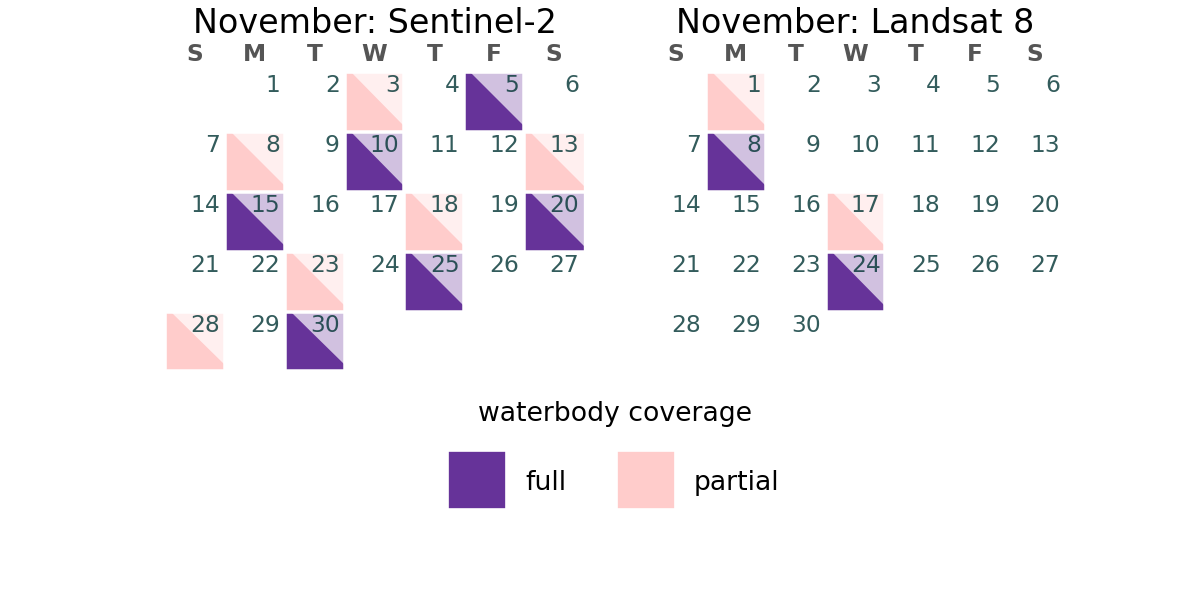 November: Sentinel-2
S M T W T F S
1 2 3 4 5 6
7 8 9 10 11 12 13
14 15 16 17 18 19 20
21 22 23 24 25 26 27
28 29 30
November: Landsat 8
S M T W T F S
1 2 3 4 5 6
7 8 9 10 11 12 13
14 15 16 17 18 19 20
21 22 23 24 25 26 27
28 29 30
waterbody coverage
full partial